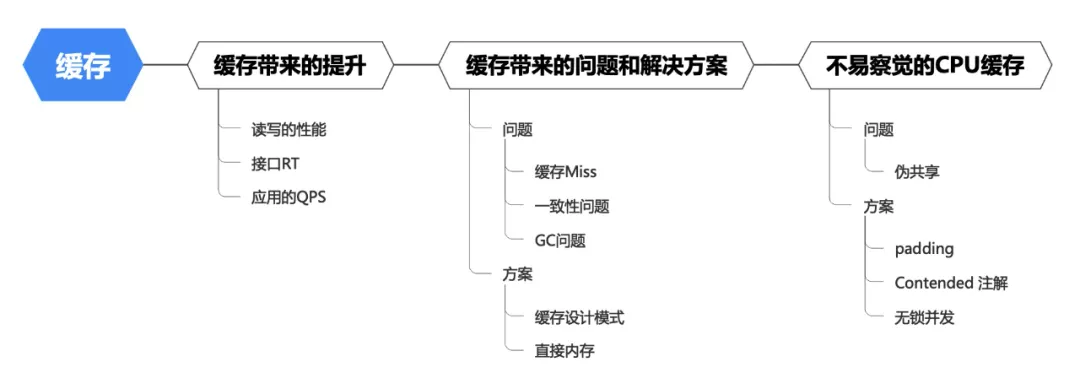 缓存
缓存带来的提升
读写的性能
接口RT
应用的QPS
缓存带来的问题和解决方案
问题
缓存Miss
一致性问题
GC问题
方案
缓存设计模式
直接内存
不易察觉的CPU缓存
问题
伪共享
方案
padding
Contended 注解
无锁并发